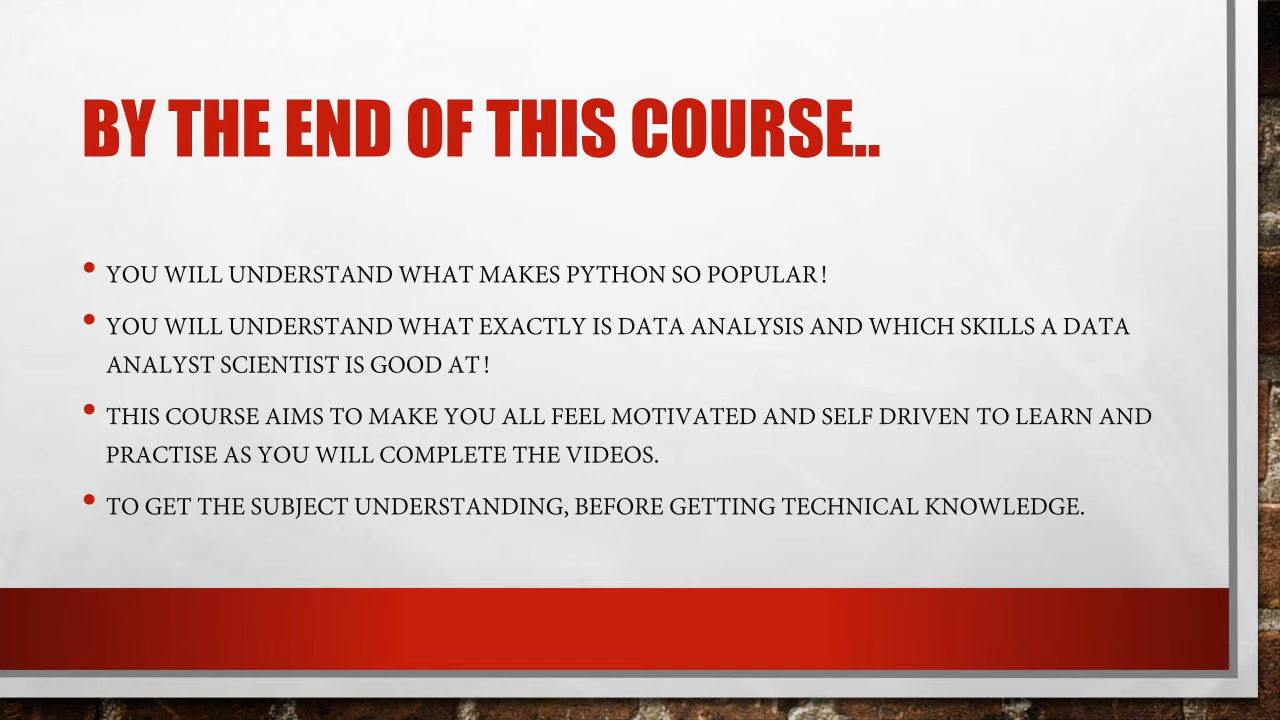 BY THE END OF THIS COURSE..
• YOU WILL UNDERSTAND WHAT MAKES PYTHON SO POPULAR!
• YOU WILL UNDERSTAND WHAT EXACTLY IS DATA ANALYSIS AND WHICH SKILLS A DATA
ANALYST SCIENTIST IS GOOD AT!
• THIS COURSE AIMS TO MAKE YOU ALL FEEL MOTIVATED AND SELF DRIVEN TO LEARN AND
PRACTISE AS YOU WILL COMPLETE THE VIDEOS.
• TO GET THE SUBJECT UNDERSTANDING, BEFORE GETTING TECHNICAL KNOWLEDGE.